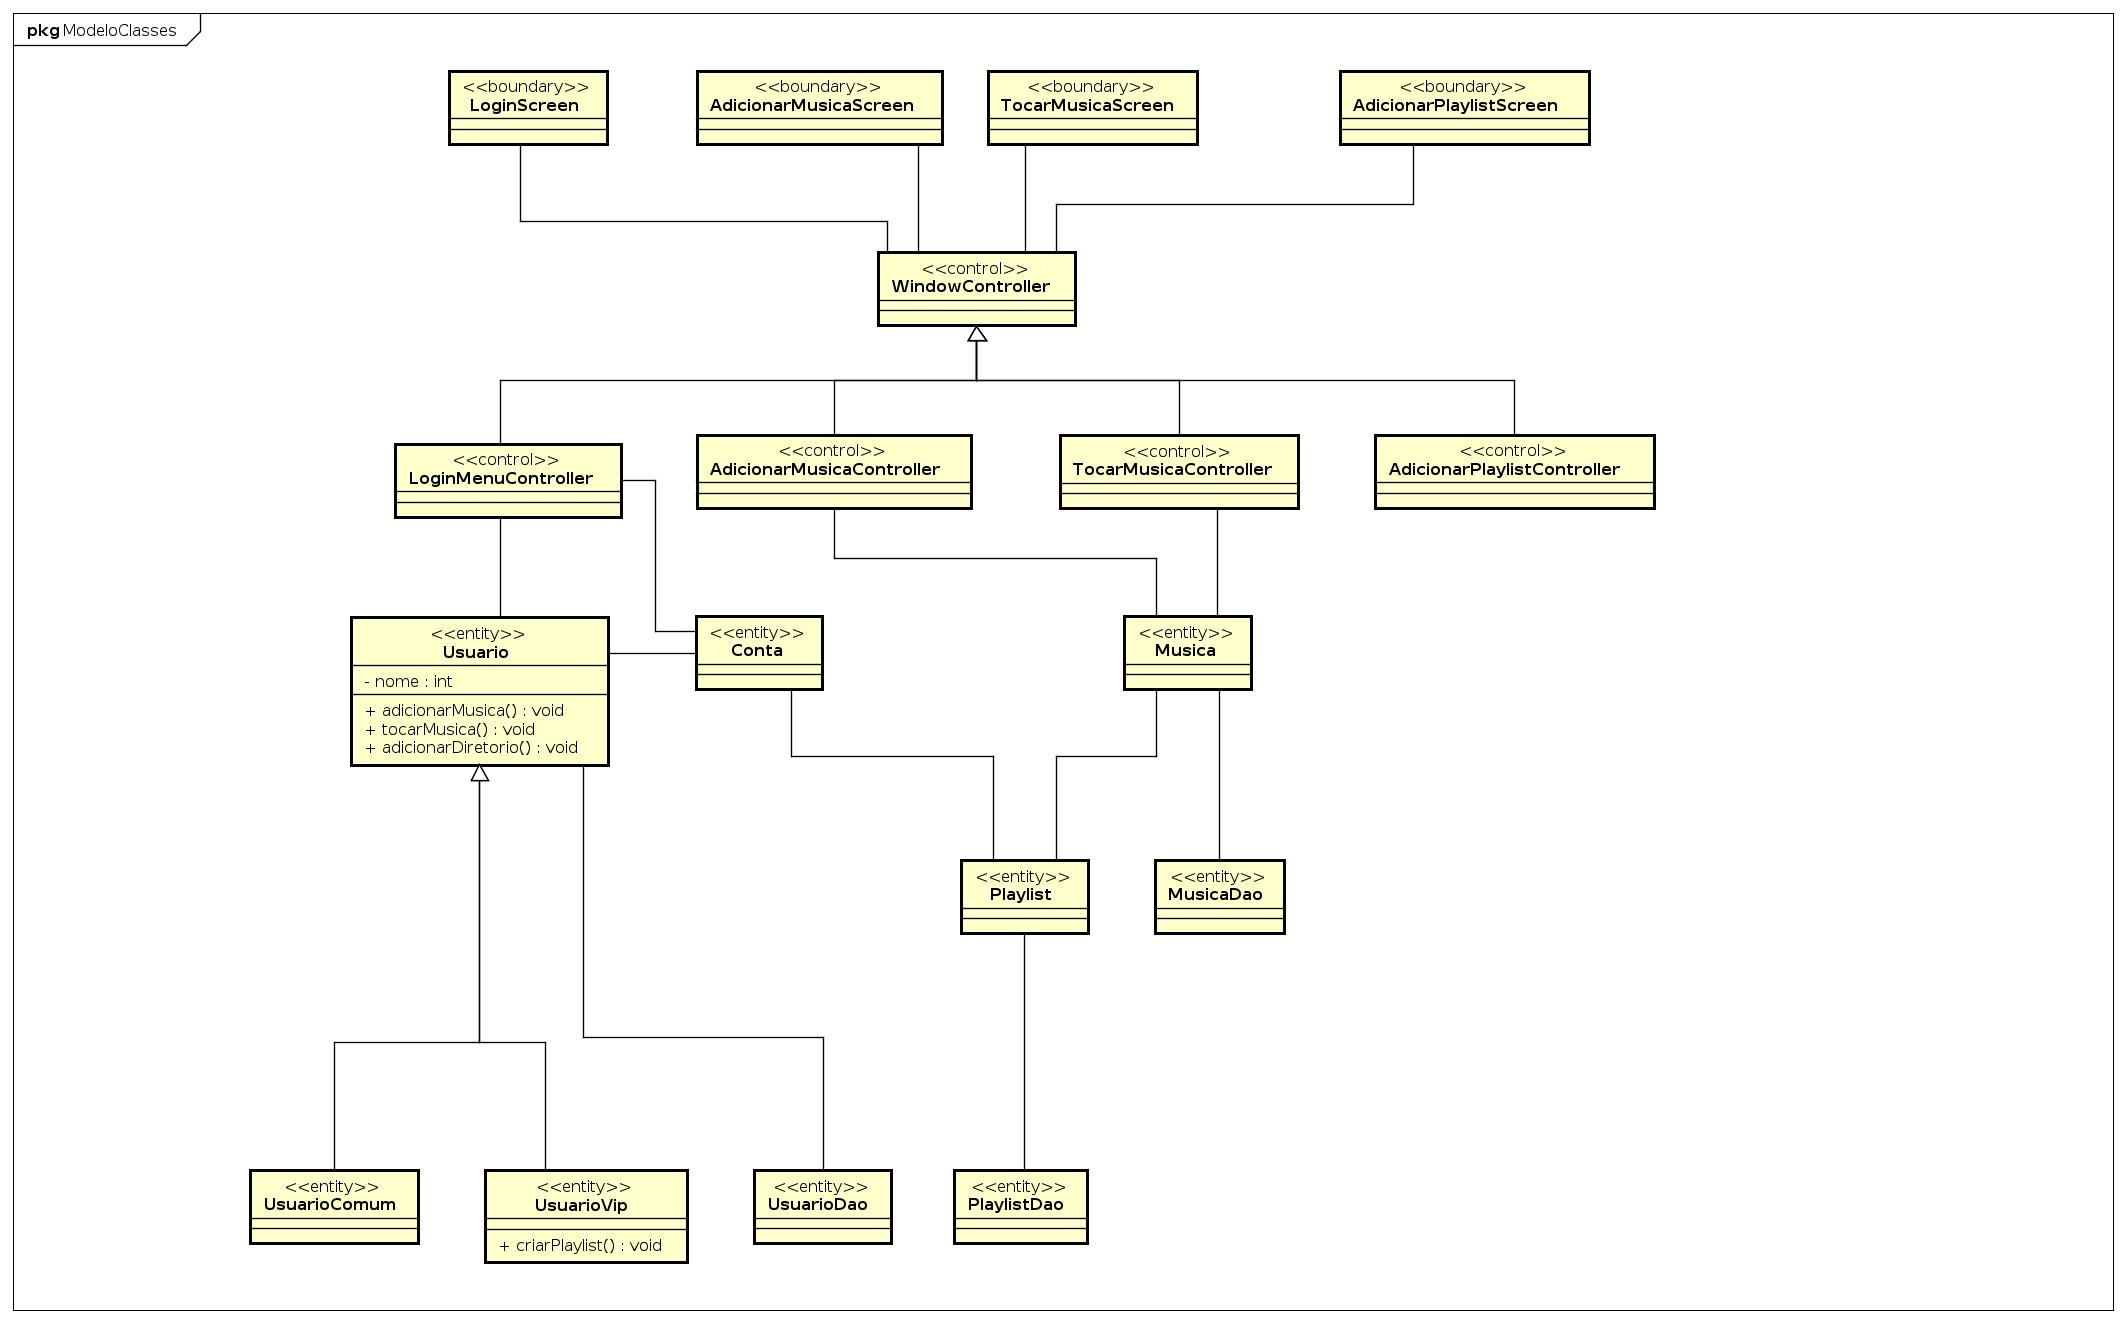 pkg ModeloClasses
<<boundary>>
LoginScreen
<<boundary>>
AdicionarMusicaScreen
<<boundary>>
TocarMusicaScreen
<<boundary>>
AdicionarPlaylistScreen
<<control>>
WindowController
<<control>>
LoginMenuController
<<control>>
AdicionarMusicaController
<<control>>
TocarMusicaController
<<control>>
AdicionarPlaylistController
<<entity>>
Usuario
- nome : int
+ adicionarMusica() : void
+ tocarMusica() : void
+ adicionarDiretorio() : void
<<entity>>
Conta
<<entity>>
Musica
<<entity>>
Playlist
<<entity>>
MusicaDao
<<entity>>
UsuarioComum
<<entity>>
UsuarioVip
+ criarPlaylist() : void
<<entity>>
UsuarioDao
<<entity>>
PlaylistDao